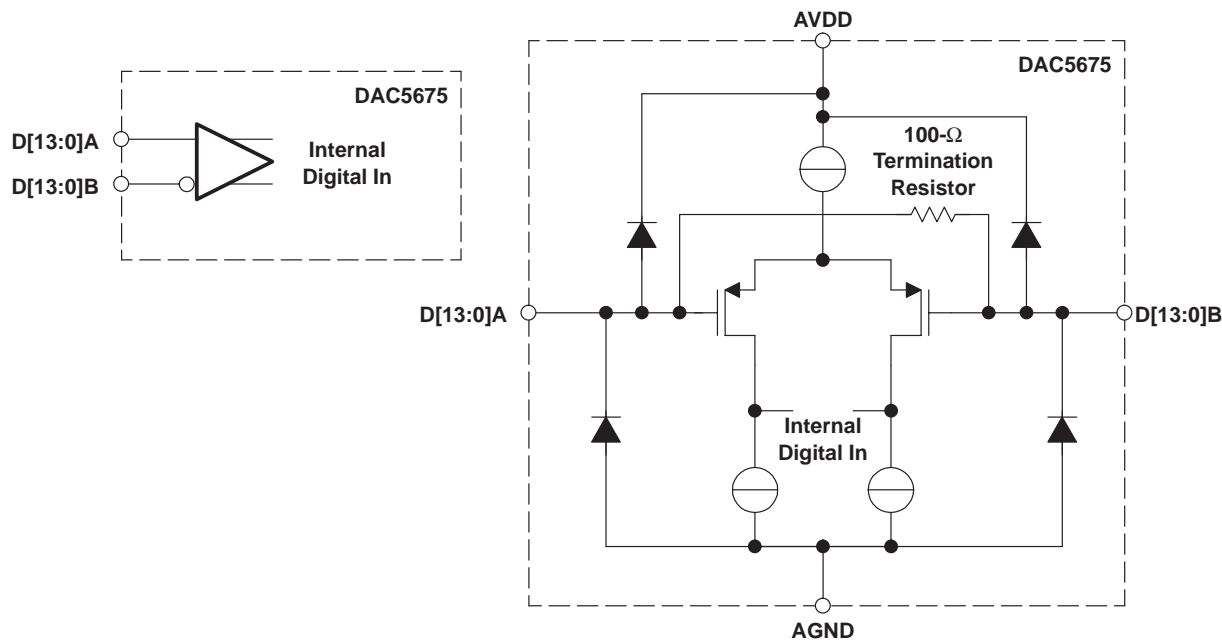 DAC5675
D[13:0]A
D[13:0]B
Internal
Digital In
AVDD
DAC5675
100-Ω
Termination
Resistor
D[13:0]A
D[13:0]B
Internal
Digital In
AGND